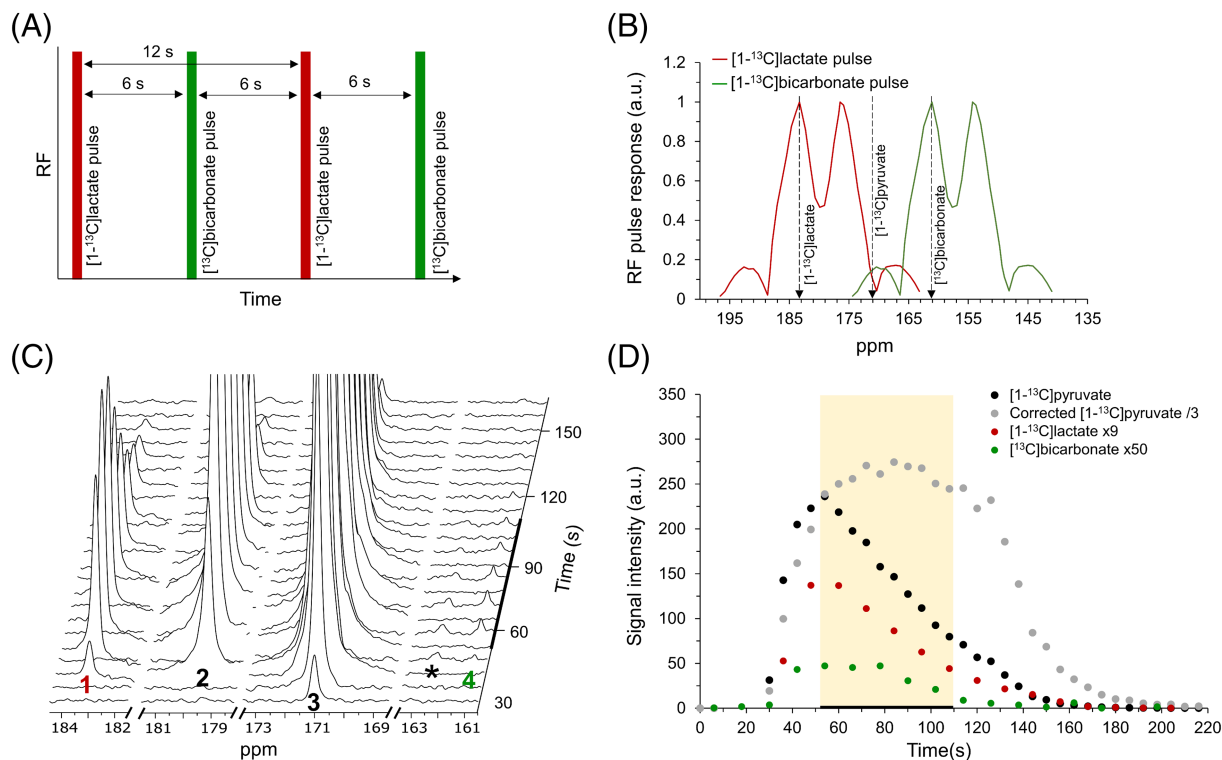 (A)
12 s
6 s
6 s
6 s
RF
[1-¹³C]lactate pulse
[¹³C]bicarbonate pulse
[1-¹³C]lactate pulse
[¹³C]bicarbonate pulse
Time
(B)
[1-¹³C]lactate pulse
[1-¹³C]bicarbonate pulse
RF pulse response (a.u.)
1.2
1
0.8
0.6
0.4
0.2
0
[1-¹³C]lactate
[1-¹³C]pyruvate
[¹³C]bicarbonate
195 185 175 165 155 145 135
ppm
(C)
150
120
90
60
30
Time (s)
1
2
3
*
4
184 182 181 179 173 171 169 163 161
ppm
(D)
[1-¹³C]pyruvate
Corrected [1-¹³C]pyruvate /3
[1-¹³C]lactate x9
[¹³C]bicarbonate x50
Signal intensity (a.u.)
350
300
250
200
150
100
50
0
0 20 40 60 80 100 120 140 160 180 200 220
Time(s)